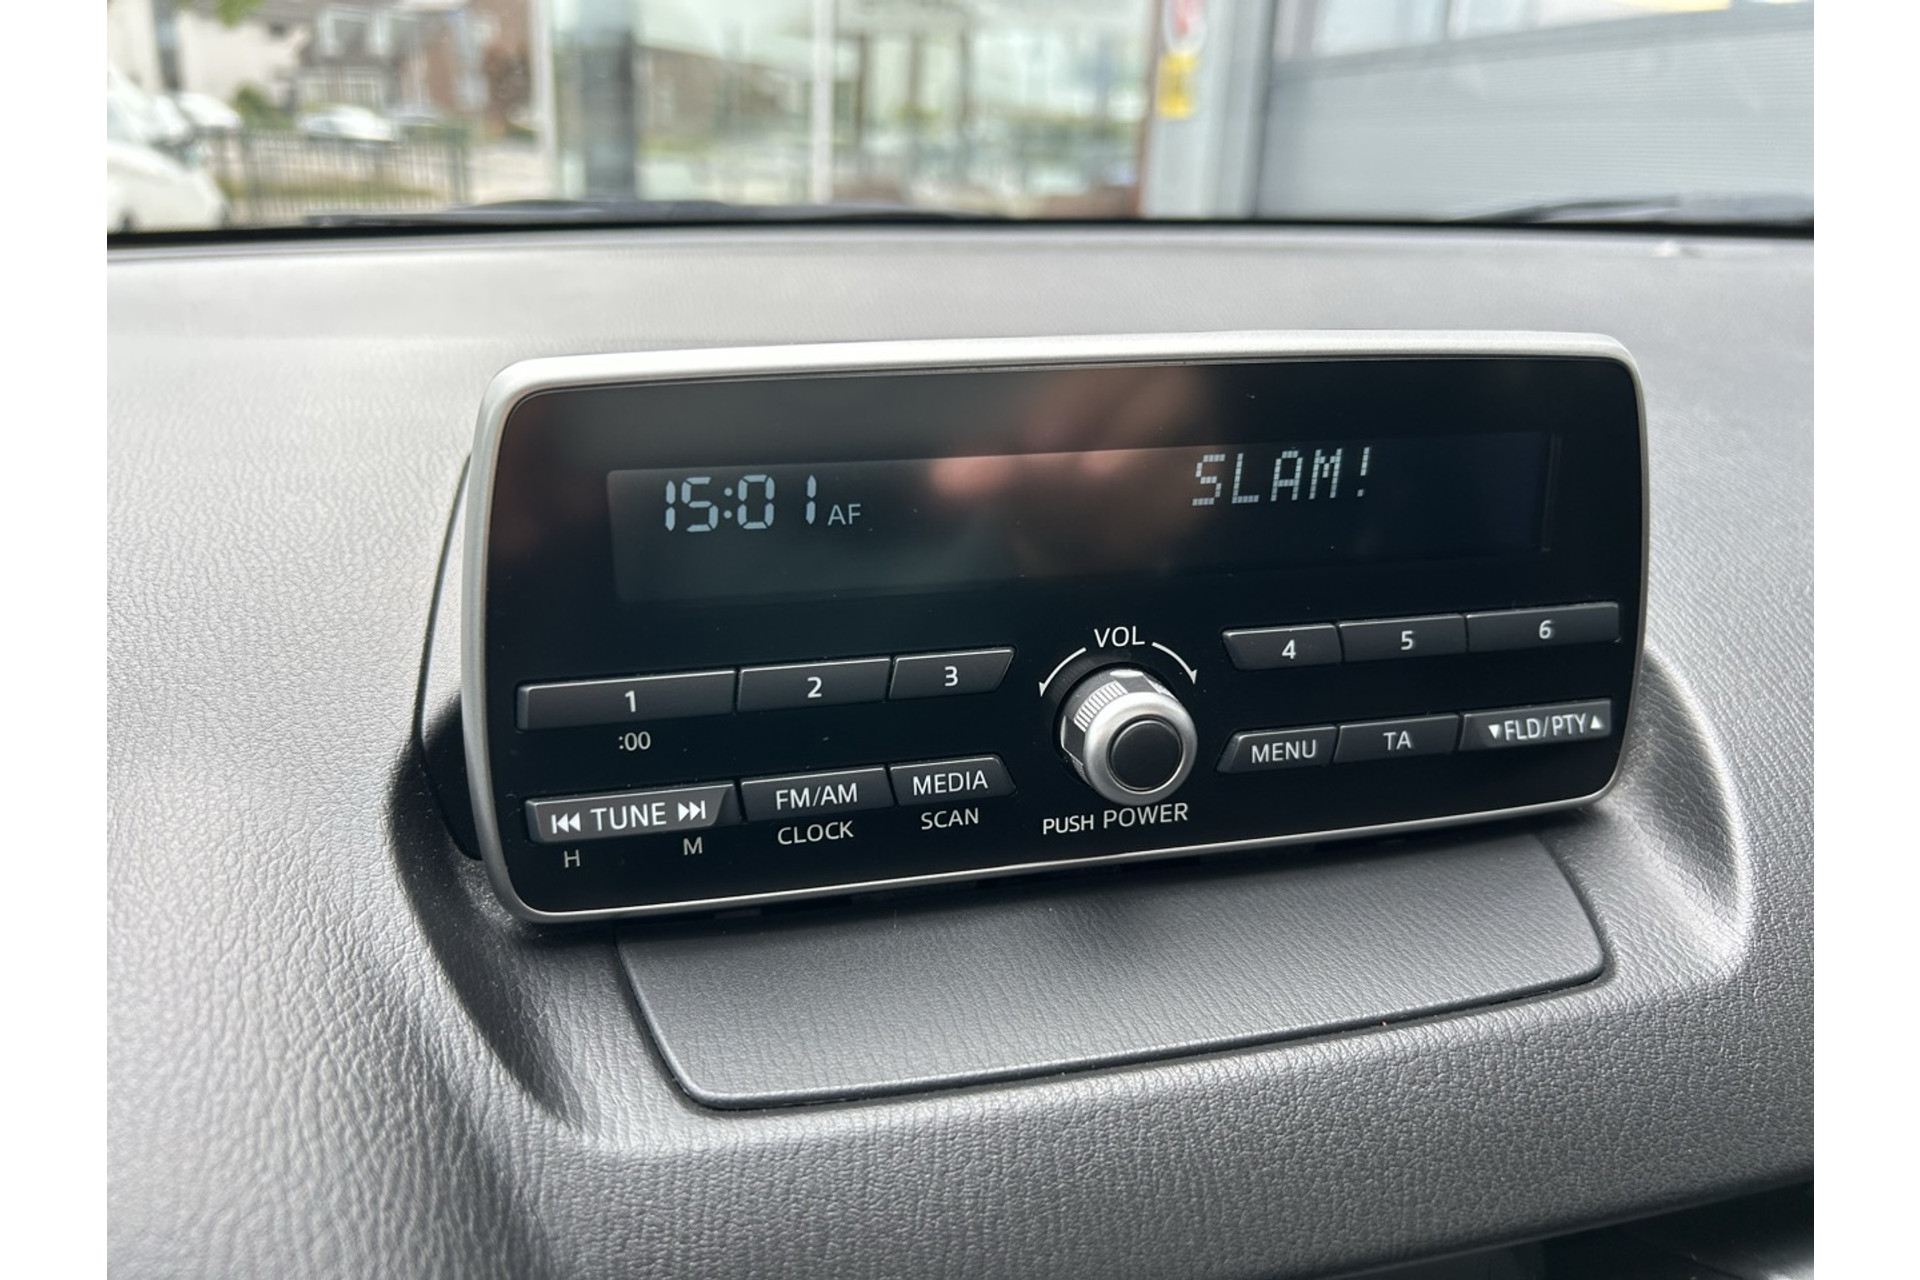 15:01 AF
SLAM!
VOL
1 2 3
4 5 6
:00
TUNE FM/AM MEDIA
MENU TA ▼FLD/PTY▲
H M CLOCK SCAN
PUSH POWER